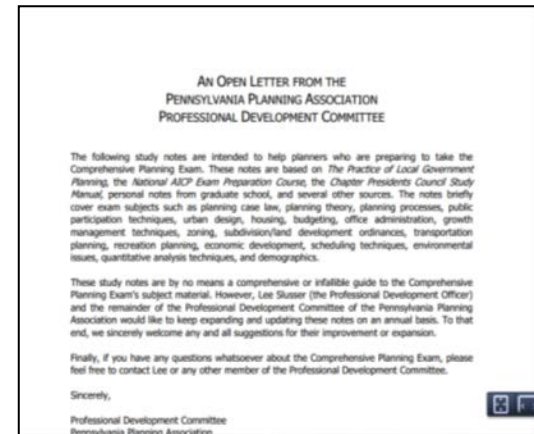 AN OPEN LETTER FROM THE
PENNSYLVANIA PLANNING ASSOCIATION
PROFESSIONAL DEVELOPMENT COMMITTEE
The following study notes are intended to help planners who are preparing to take the
Comprehensive Planning Exam. These notes are based on The Practice of Local Government
Planning, the National AICP Exam Preparation Course, the Chapter Presidents Council Study
Manual, personal notes from graduate school, and several other sources. The notes briefly
cover exam subjects such as planning case law, planning theory, planning processes, public
participation techniques, urban design, housing, budgeting, office administration, growth
management techniques, zoning, subdivision/land development ordinances, transportation
planning, recreation planning, economic development, scheduling techniques, environmental
issues, quantitative analysis techniques, and demographics.
These study notes are by no means a comprehensive or infallible guide to the Comprehensive
Planning Exam's subject material. However, Lee Slusser (the Professional Development Officer)
and the remainder of the Professional Development Committee of the Pennsylvania Planning
Association would like to keep expanding and updating these notes on an annual basis. To that
end, we sincerely welcome any and all suggestions for their improvement or expansion.
Finally, if you have any questions whatsoever about the Comprehensive Planning Exam, please
feel free to contact Lee or any other member of the Professional Development Committee.
Sincerely,
Professional Development Committee
Pennsylvania Planning Association